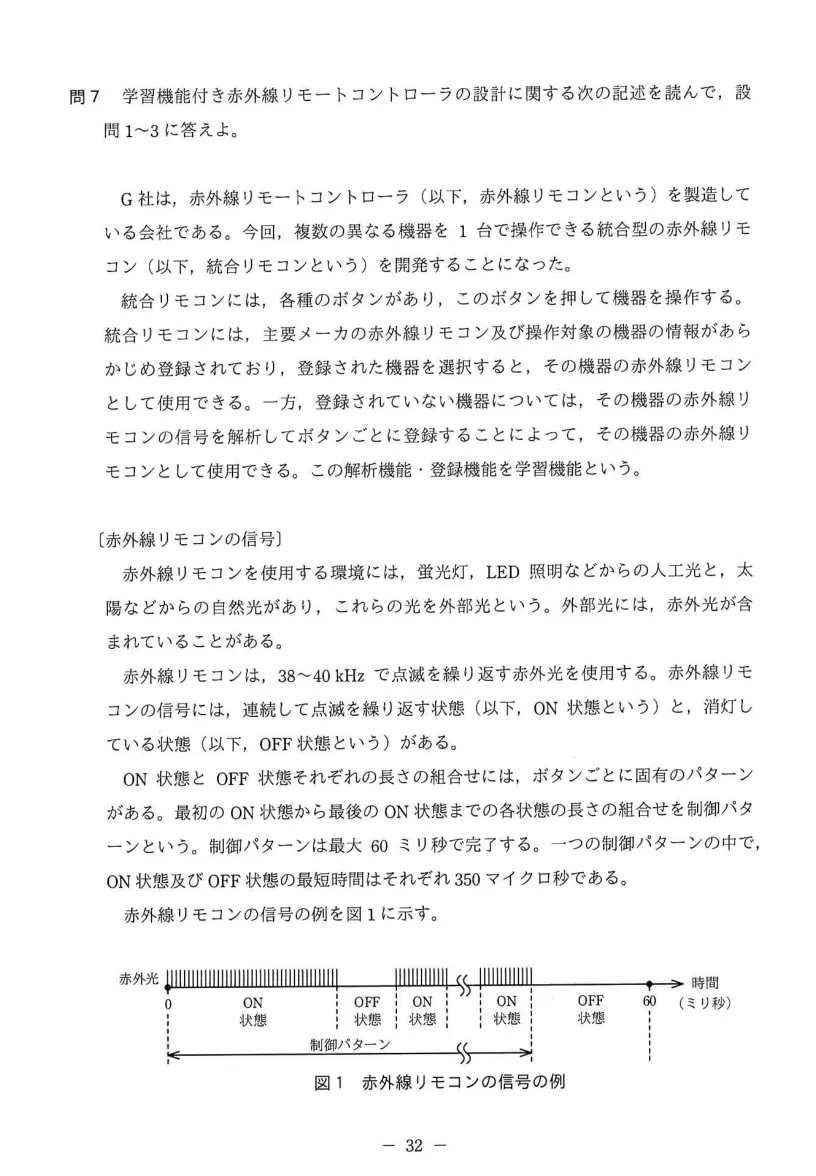 問7 学習機能付き赤外線リモートコントローラの設計に関する次の記述を読んで，設
問1～3に答えよ。
G社は，赤外線リモートコントローラ（以下，赤外線リモコンという）を製造して
いる会社である。今回，複数の異なる機器を 1 台で操作できる統合型の赤外線リモ
コン（以下，統合リモコンという）を開発することになった。
統合リモコンには，各種のボタンがあり，このボタンを押して機器を操作する。
統合リモコンには，主要メーカの赤外線リモコン及び操作対象の機器の情報があら
かじめ登録されており，登録された機器を選択すると，その機器の赤外線リモコン
として使用できる。一方，登録されていない機器については，その機器の赤外線リ
モコンの信号を解析してボタンごとに登録することによって，その機器の赤外線リ
モコンとして使用できる。この解析機能・登録機能を学習機能という。
〔赤外線リモコンの信号〕
赤外線リモコンを使用する環境には，蛍光灯，LED 照明などからの人工光と，太
陽などからの自然光があり，これらの光を外部光という。外部光には，赤外光が含
まれていることがある。
赤外線リモコンは，38～40 kHz で点滅を繰り返す赤外光を使用する。赤外線リモ
コンの信号には，連続して点滅を繰り返す状態（以下，ON 状態という）と，消灯し
ている状態（以下，OFF 状態という）がある。
ON 状態と OFF 状態それぞれの長さの組合せには，ボタンごとに固有のパターン
がある。最初の ON 状態から最後の ON 状態までの各状態の長さの組合せを制御パタ
ーンという。制御パターンは最大 60 ミリ秒で完了する。一つの制御パターンの中で，
ON 状態及び OFF 状態の最短時間はそれぞれ 350 マイクロ秒である。
赤外線リモコンの信号の例を図 1 に示す。
赤外光 時間
0 ON OFF ON ON OFF 60 （ミリ秒）
状態 状態 状態 状態 状態
制御パターン
図 1 赤外線リモコンの信号の例
－ 32 －